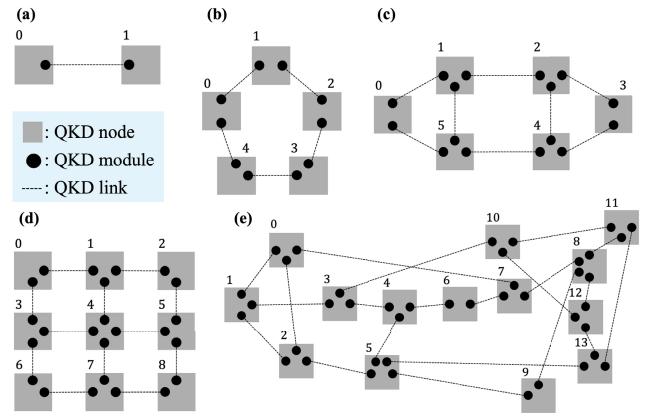 (a)
0 1
: QKD node
: QKD module
: QKD link
(b)
1
0 2
4 3
(c)
1 2
0 3
5 4
(d)
0 1 2
3 4 5
6 7 8
(e)
0 10 11
8
1 3 4 6 7
12
2 5 13
9